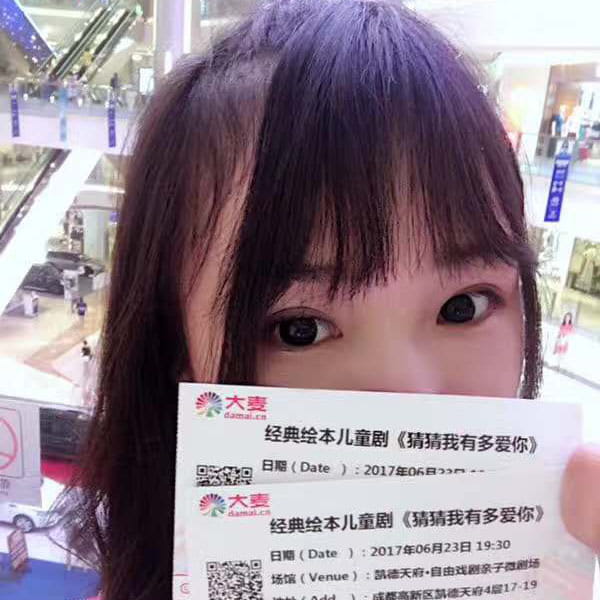 大麦
damai.cn
经典绘本儿童剧《猜猜我有多爱你》
日期（Date ）：2017年06月23日
大麦
damai.cn
经典绘本儿童剧《猜猜我有多爱你》
日期（Date ）：2017年06月23日 19:30
场馆（Venue）：凯德天府·自由戏剧亲子微剧场
地址（Add ）：成都高新区凯德天府4层17-19